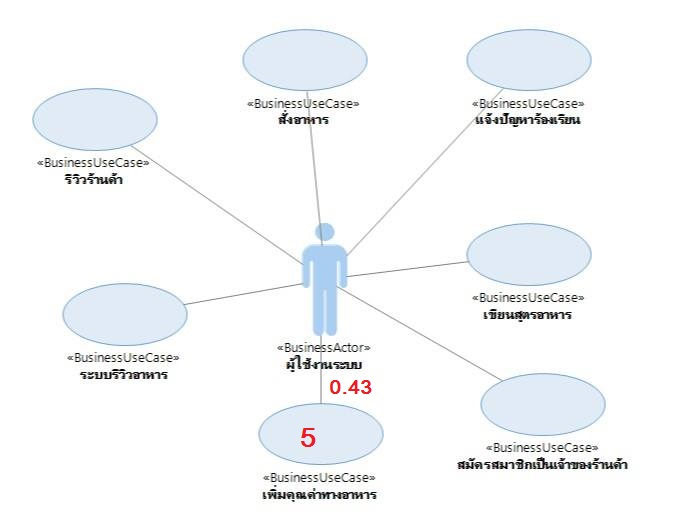 «BusinessUseCase»
สั่งอาหาร
«BusinessUseCase»
แจ้งปัญหาร้องเรียน
«BusinessUseCase»
รีวิวร้านค้า
«BusinessUseCase»
เขียนสูตรอาหาร
«BusinessActor»
ผู้ใช้งานระบบ
«BusinessUseCase»
ระบบรีวิวอาหาร
0.43
5
«BusinessUseCase»
สมัครสมาชิกเป็นเจ้าของร้านค้า
«BusinessUseCase»
เพิ่มคุณค่าทางอาหาร